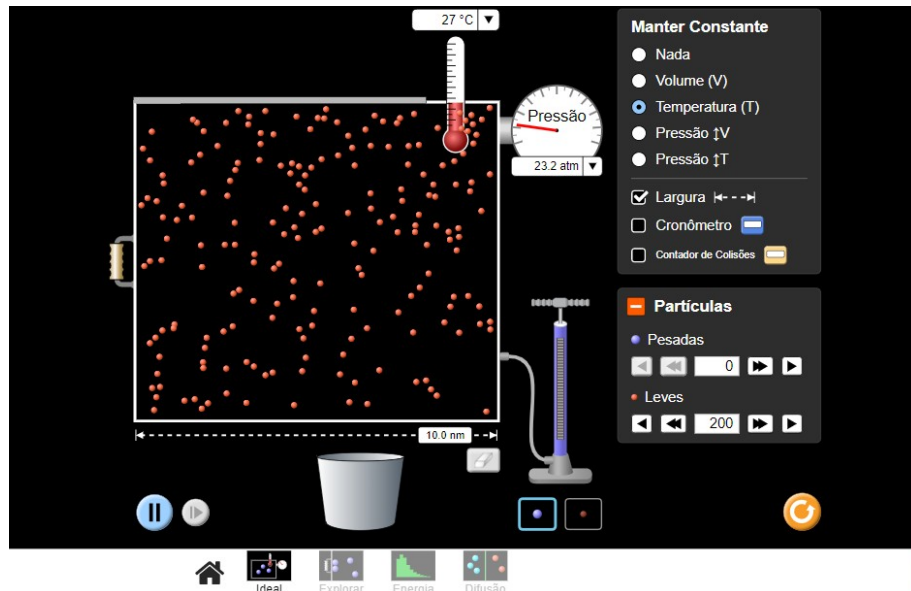 27 °C
Pressão
23.2 atm
10.0 nm
Manter Constante
Nada
Volume (V)
Temperatura (T)
Pressão ↕V
Pressão ↕T
Largura
Cronômetro
Contador de Colisões
Partículas
Pesadas
0
Leves
200
Ideal
Explorar
Energia
Difusão